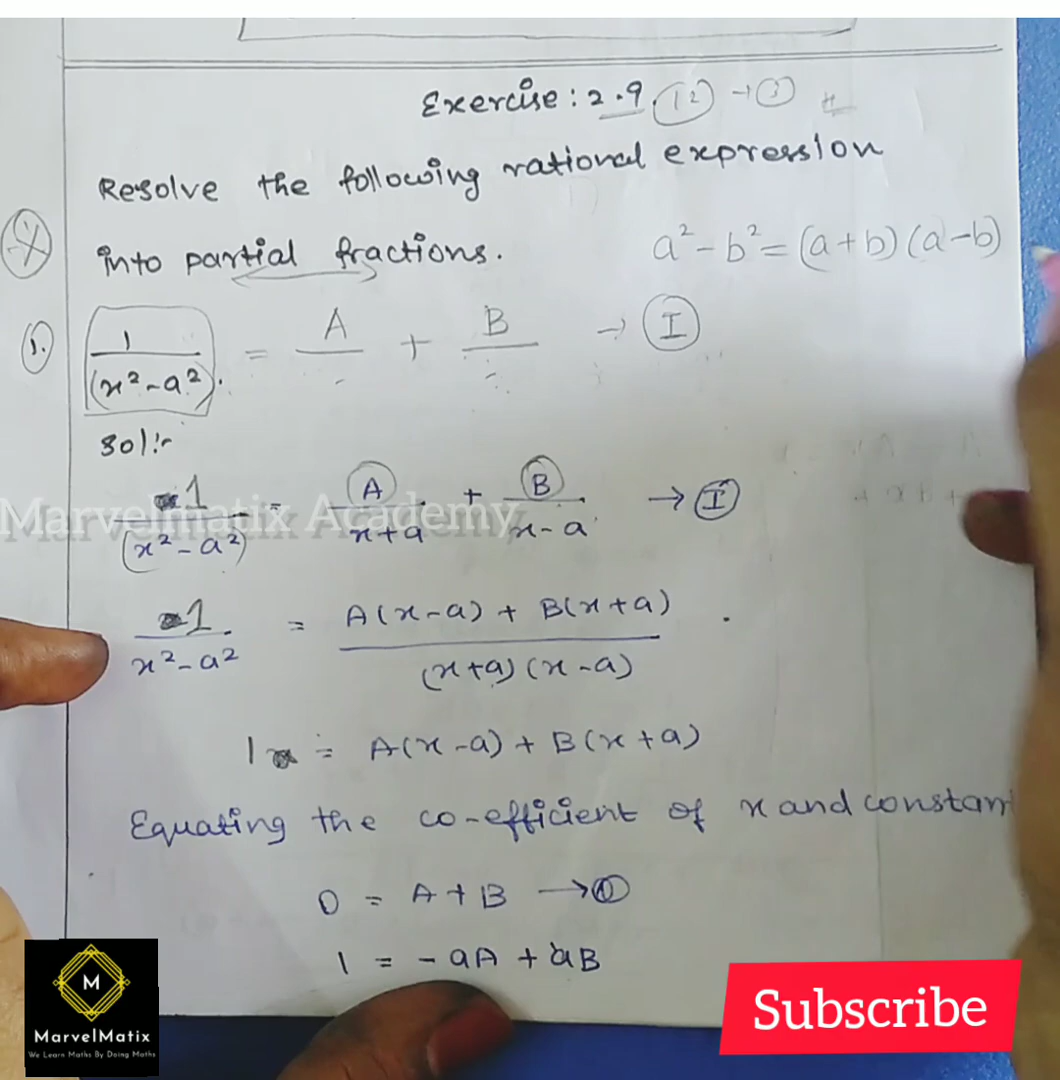 Exercise: 2.9 (12) → (3)
Resolve the following rational expression
into partial fractions.
a² - b² = (a+b)(a-b)
1. 1/(x²-a²). = A/ + B/ → (I)
Sol:-
1/(x²-a²) = A/(x+a) + B/(x-a) → (I)
Marvelmatix Academy
1/(x²-a²) = A(x-a) + B(x+a)/(x+a)(x-a)
1 = A(x-a) + B(x+a)
Equating the co-efficient of x and constan
0 = A + B → (1)
1 = - aA + aB
M
MarvelMatix
We Learn Maths By Doing Maths
Subscribe